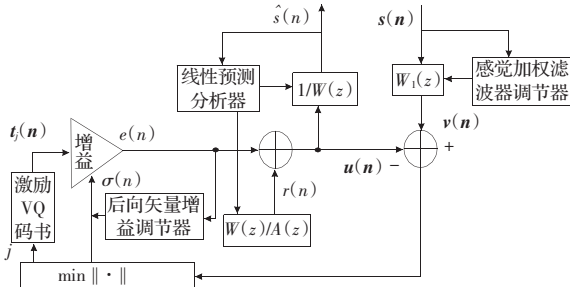 ŝ(n)
s(n)
线性预测
分析器
1/W(z)
W₁(z)
感觉加权滤
波器调节器
tⱼ(n)
增
益
e(n)
v(n)
+
u(n) −
σ(n)
r(n)
激励
VQ
码书
后向矢量增
益调节器
W(z)/A(z)
j
min‖·‖